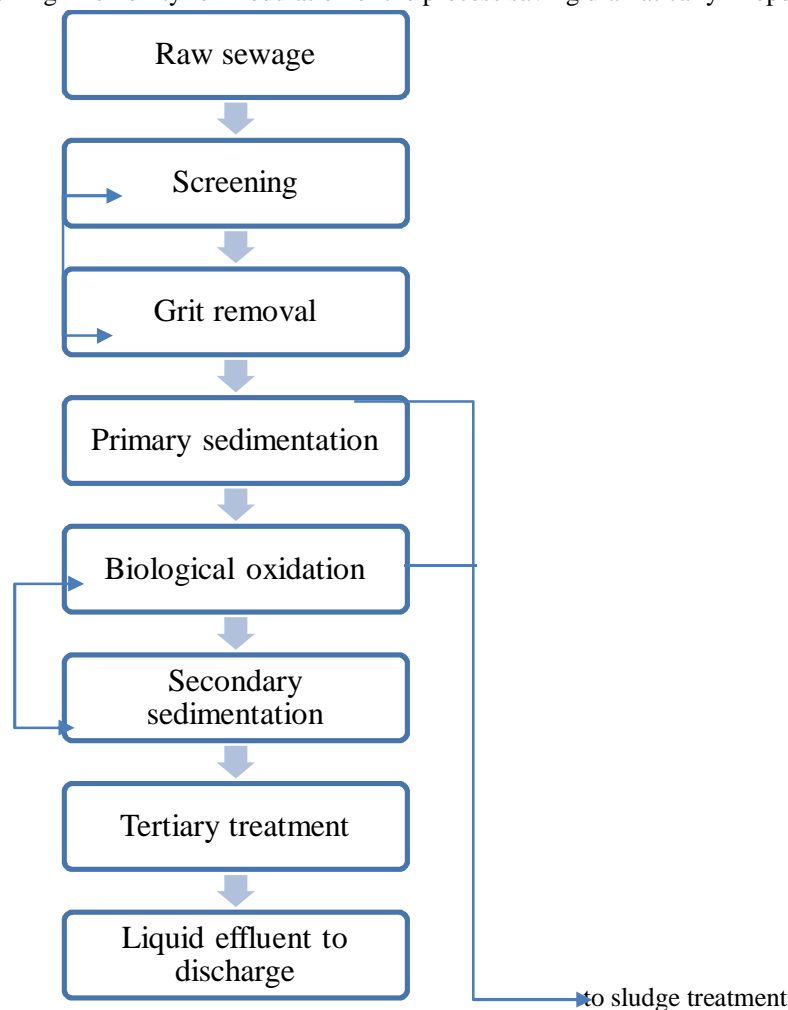 Raw sewage
Screening
Grit removal
Primary sedimentation
Biological oxidation
Secondary
sedimentation
Tertiary treatment
Liquid effluent to
discharge
to sludge treatment